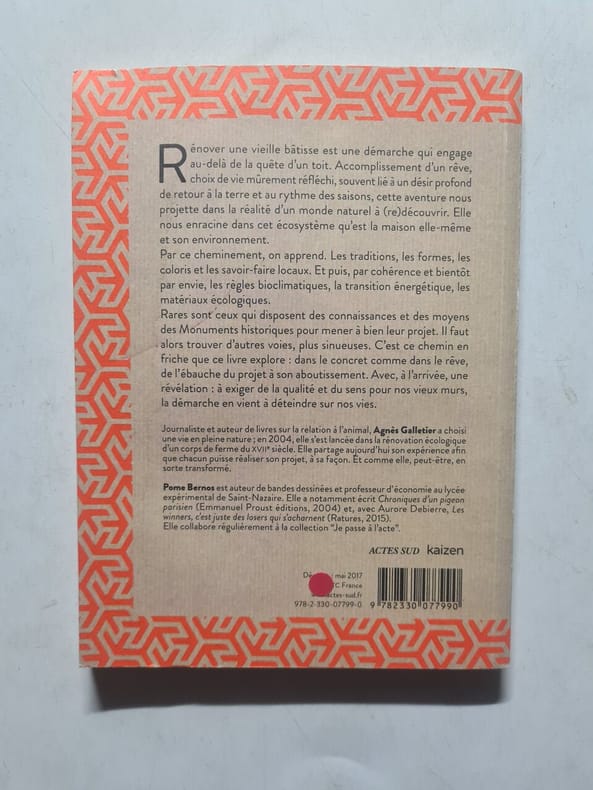 Rénover une vieille bâtisse est une démarche qui engage
au-delà de la quête d'un toit. Accomplissement d'un rêve,
choix de vie mûrement réfléchi, souvent lié à un désir profond
de retour à la terre et au rythme des saisons, cette aventure nous
projette dans la réalité d'un monde naturel à (re)découvrir. Elle
nous enracine dans cet écosystème qu'est la maison elle-même
et son environnement.
Par ce cheminement, on apprend. Les traditions, les formes, les
coloris et les savoir-faire locaux. Et puis, par cohérence et bientôt
par envie, les règles bioclimatiques, la transition énergétique, les
matériaux écologiques.
Rares sont ceux qui disposent des connaissances et des moyens
des Monuments historiques pour mener à bien leur projet. Il faut
alors trouver d'autres voies, plus sinueuses. C'est ce chemin en
friche que ce livre explore : dans le concret comme dans le rêve,
de l'ébauche du projet à son aboutissement. Avec, à l'arrivée, une
révélation : à exiger de la qualité et du sens pour nos vieux murs,
la démarche en vient à déteindre sur nos vies.
Journaliste et auteur de livres sur la relation à l'animal, Agnès Galletier a choisi
une vie en pleine nature ; en 2004, elle s'est lancée dans la rénovation écologique
d'un corps de ferme du XVIIe siècle. Elle partage aujourd'hui son expérience afin
que chacun puisse réaliser son projet, à sa façon. Et comme elle, peut-être, en
sorte transformé.
Pome Bernos est auteur de bandes dessinées et professeur d'économie au lycée
expérimental de Saint-Nazaire. Elle a notamment écrit Chroniques d'un pigeon
parisien (Emmanuel Proust éditions, 2004) et, avec Aurore Debierre, Les
winners, c'est juste des losers qui s'acharnent (Ratures, 2015).
Elle collabore régulièrement à la collection "Je passe à l'acte".
ACTES SUD kaizen
mai 2017
TC France
actes-sud.fr
978-2-330-07799-0
9 782330 077990